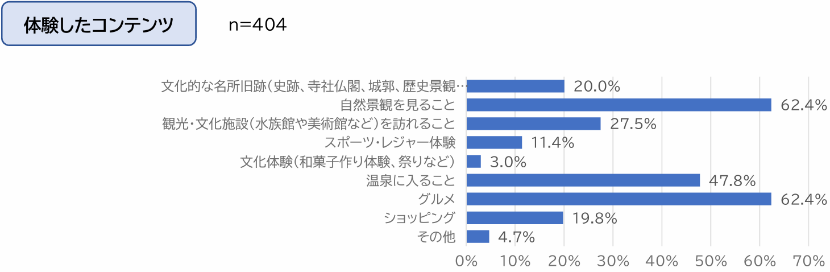 体験したコンテンツ n=404
文化的な名所旧跡(史跡、寺社仏閣、城郭、歴史景観… 20.0%
自然景観を見ること 62.4%
観光・文化施設(水族館や美術館など)を訪れること 27.5%
スポーツ・レジャー体験 11.4%
文化体験(和菓子作り体験、祭りなど) 3.0%
温泉に入ること 47.8%
グルメ 62.4%
ショッピング 19.8%
その他 4.7%
0% 10% 20% 30% 40% 50% 60% 70%